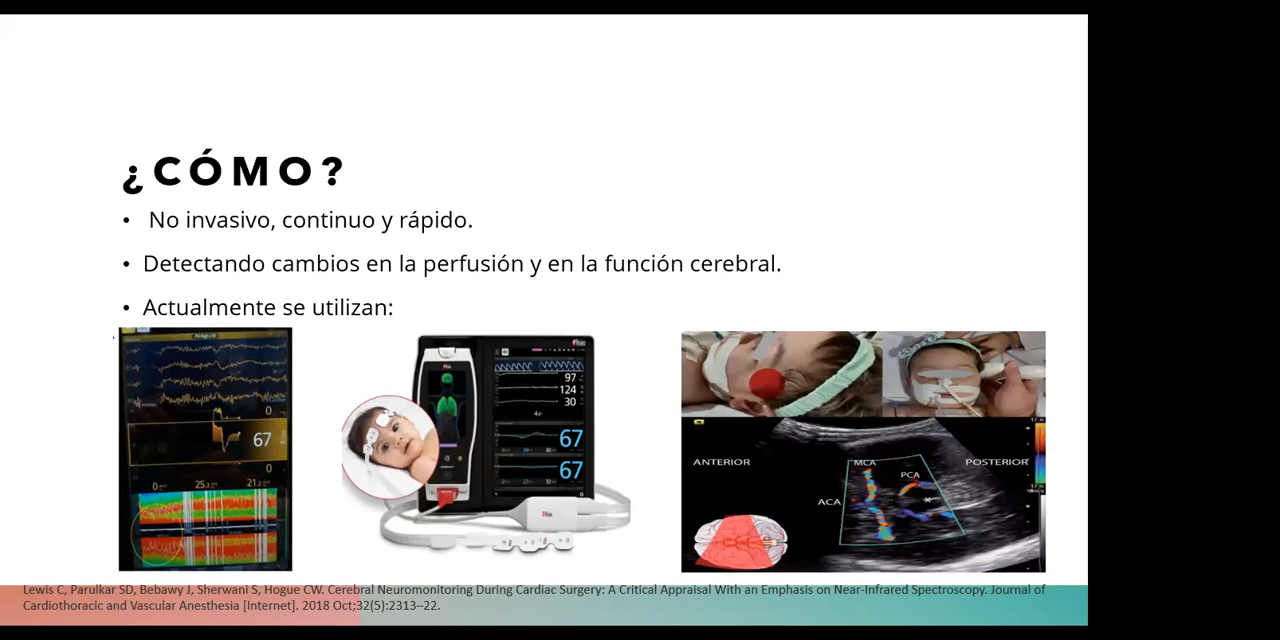 ¿CÓMO?
• No invasivo, continuo y rápido.
• Detectando cambios en la perfusión y en la función cerebral.
• Actualmente se utilizan:
0
67
0
97
124
30
67
67
ANTERIOR
MCA
PCA
POSTERIOR
ACA
Lewis C, Parulkar SD, Bebawy J, Sherwani S, Hogue CW. Cerebral Neuromonitoring During Cardiac Surgery: A Critical Appraisal With an Emphasis on Near-Infrared Spectroscopy. Journal of
Cardiothoracic and Vascular Anesthesia [Internet]. 2018 Oct;32(5):2313–22.